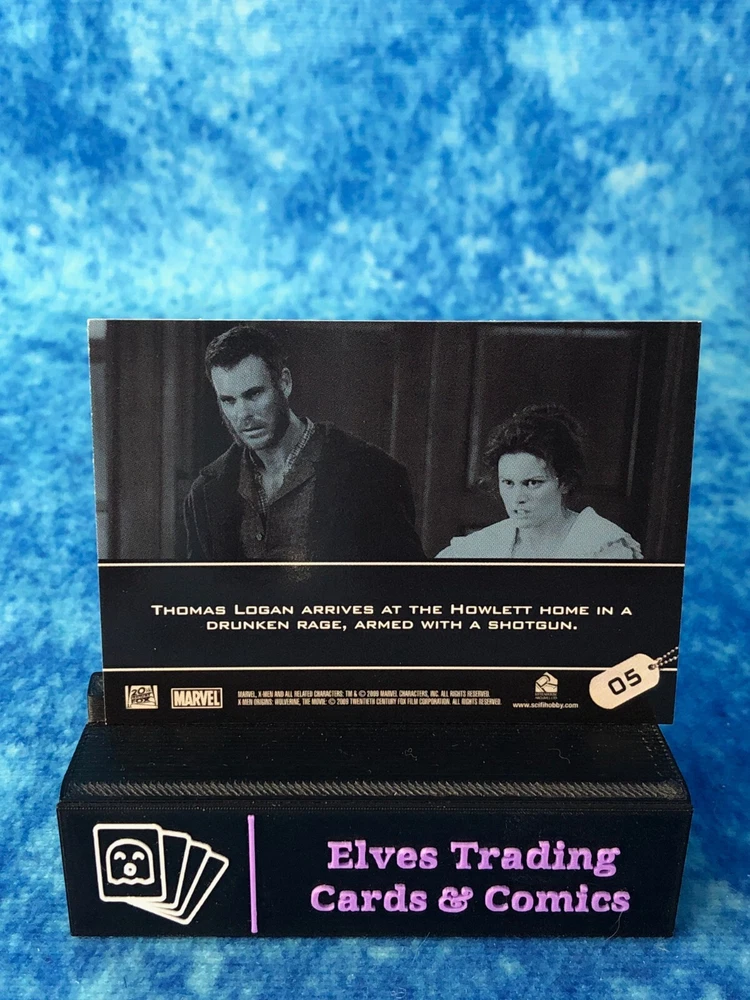 Thomas Logan arrives at the Howlett home in a
drunken rage, armed with a shotgun.
20th
Century
Fox
MARVEL
MARVEL, X-MEN AND ALL RELATED CHARACTERS: TM & © 2009 MARVEL CHARACTERS, INC. ALL RIGHTS RESERVED.
X-MEN ORIGINS: WOLVERINE, THE MOVIE: © 2009 TWENTIETH CENTURY FOX FILM CORPORATION. ALL RIGHTS RESERVED.
www.scifihobby.com
05
Elves Trading
Cards & Comics